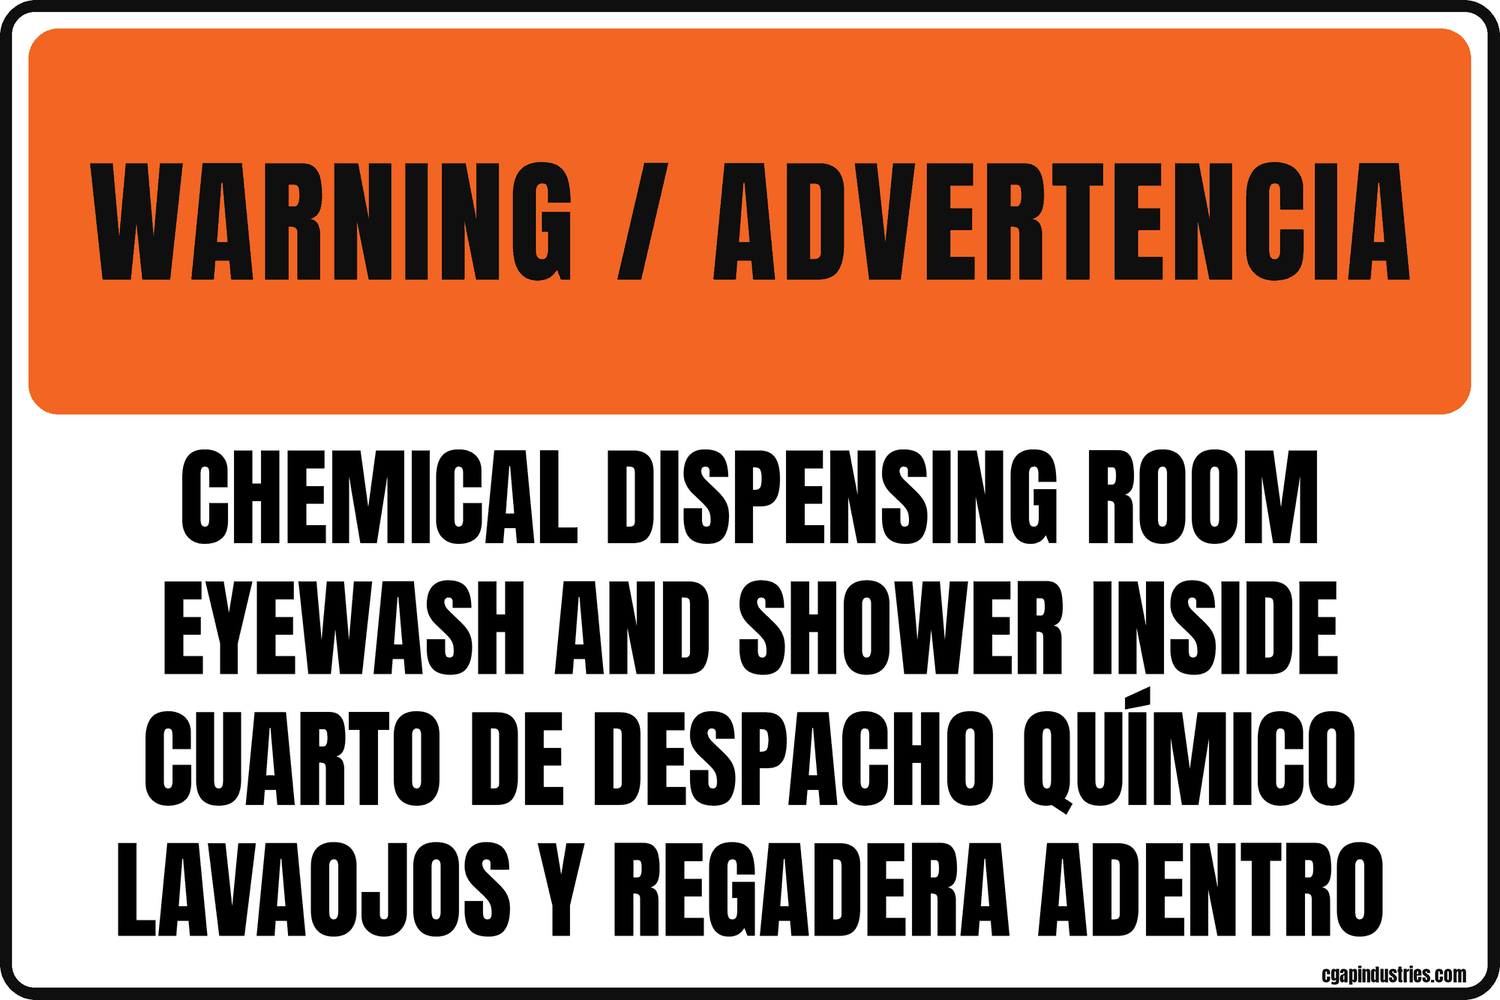 WARNING / ADVERTENCIA
CHEMICAL DISPENSING ROOM
EYEWASH AND SHOWER INSIDE
CUARTO DE DESPACHO QUÍMICO
LAVAOJOS Y REGADERA ADENTRO
cgapindustries.com